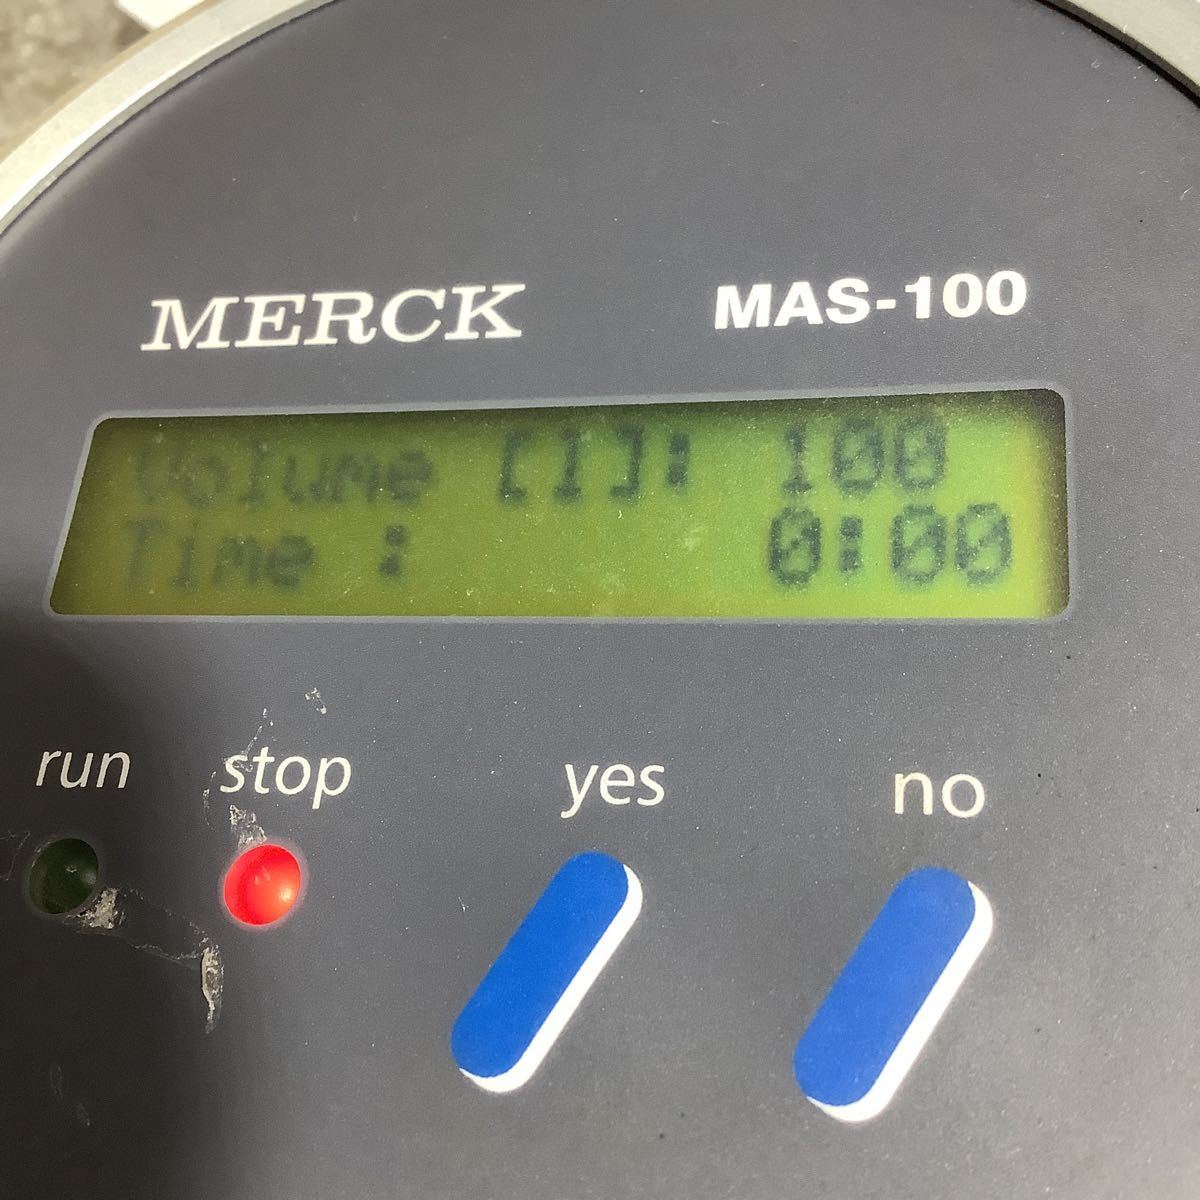 MERCK
MAS-100
Volume [l]: 100
Time : 0:00
run
stop
yes
no